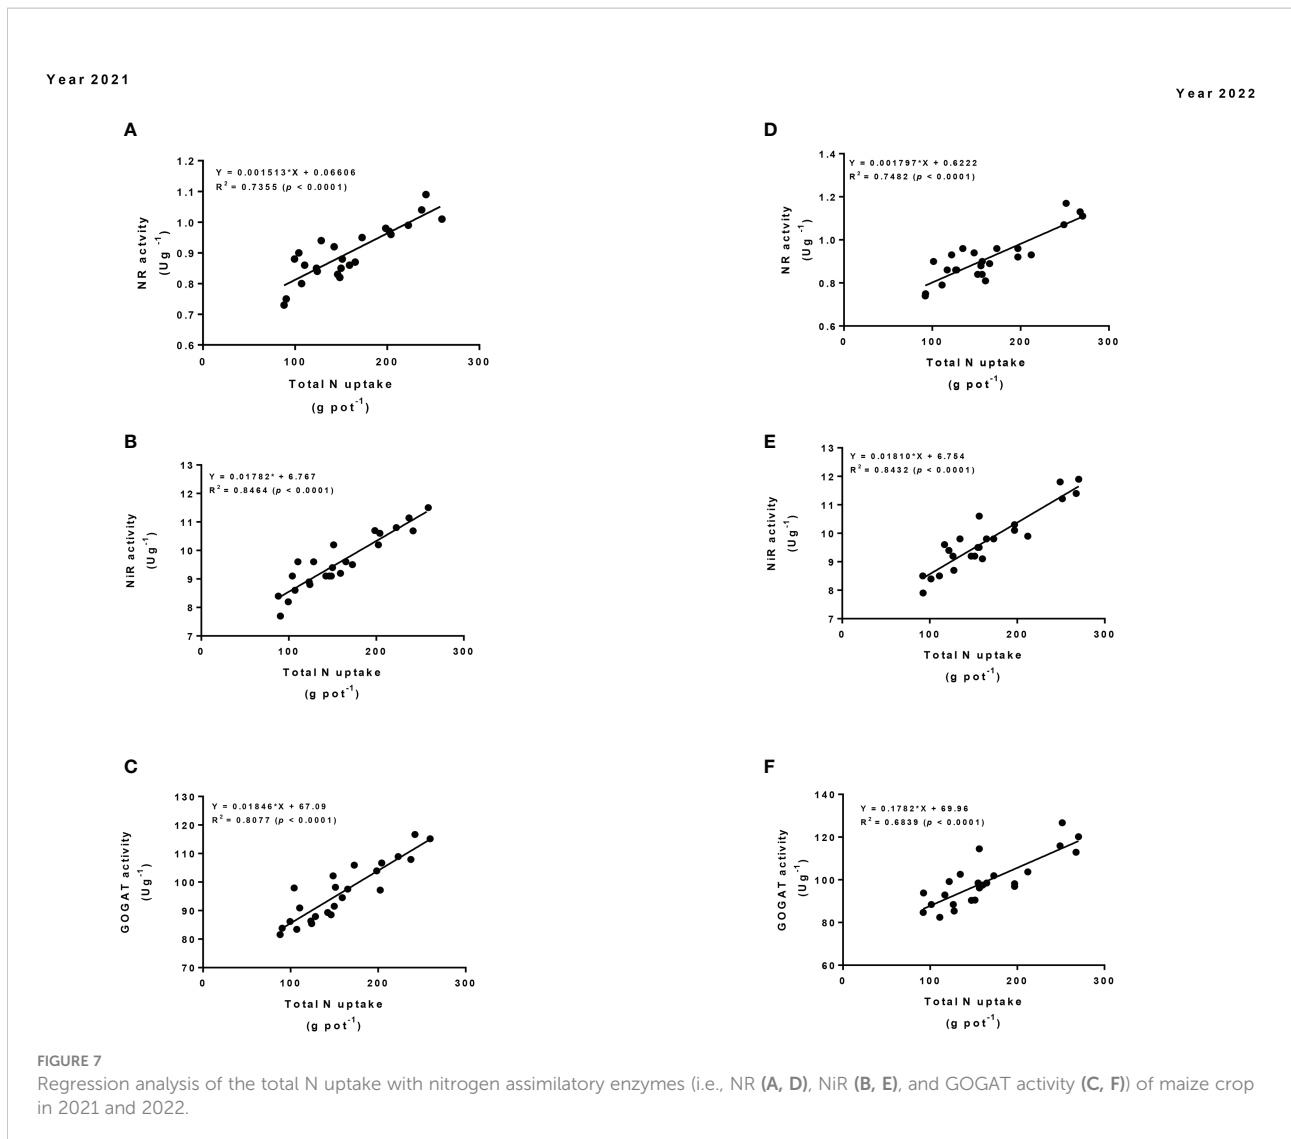 Year 2021
Year 2022
A
Y = 0.001513*X + 0.06606
R² = 0.7355 (p < 0.0001)
NR actvity
(Ug⁻¹)
1.2
1.1
1.0
0.9
0.8
0.7
0.6
0 100 200 300
Total N uptake
(g pot⁻¹)
D
Y = 0.001797*X + 0.6222
R² = 0.7482 (p < 0.0001)
NR actvity
(Ug⁻¹)
1.4
1.2
1.0
0.8
0.6
0 100 200 300
Total N uptake
(g pot⁻¹)
B
Y = 0.01782* + 6.767
R² = 0.8464 (p < 0.0001)
NiR activity
(Ug⁻¹)
13
12
11
10
9
8
7
0 100 200 300
Total N uptake
(g pot⁻¹)
E
Y = 0.01810*X + 6.754
R² = 0.8432 (p < 0.0001)
NiR activity
(Ug⁻¹)
13
12
11
10
9
8
7
0 100 200 300
Total N uptake
(g pot⁻¹)
C
Y = 0.01846*X + 67.09
R² = 0.8077 (p < 0.0001)
GOGAT activity
(Ug⁻¹)
130
120
110
100
90
80
70
0 100 200 300
Total N uptake
(g pot⁻¹)
F
Y = 0.1782*X + 69.96
R² = 0.6839 (p < 0.0001)
GOGAT activity
(Ug⁻¹)
140
120
100
80
60
0 100 200 300
Total N uptake
(g pot⁻¹)
FIGURE 7
Regression analysis of the total N uptake with nitrogen assimilatory enzymes (i.e., NR (A, D), NiR (B, E), and GOGAT activity (C, F)) of maize crop
in 2021 and 2022.